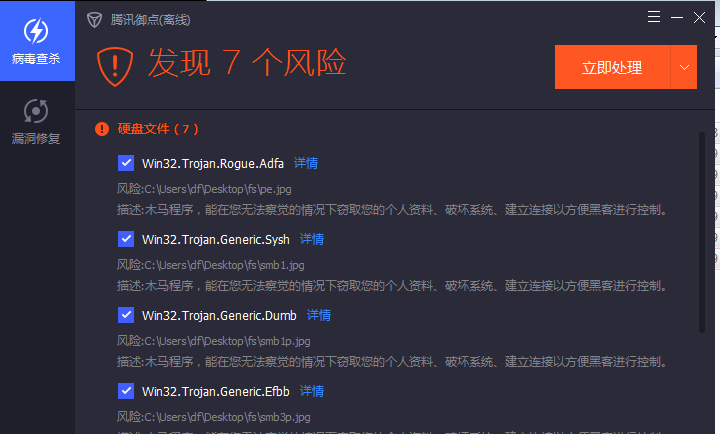 腾讯御点(离线)
病毒查杀
漏洞修复
发现 7 个风险
立即处理
硬盘文件（7）
Win32.Trojan.Rogue.Adfa 详情
风险:C:\Users\df\Desktop\fs\pe.jpg
描述:木马程序，能在您无法察觉的情况下窃取您的个人资料、破坏系统、建立连接以方便黑客进行控制。
Win32.Trojan.Generic.Sysh 详情
风险:C:\Users\df\Desktop\fs\smb1.jpg
描述:木马程序，能在您无法察觉的情况下窃取您的个人资料、破坏系统、建立连接以方便黑客进行控制。
Win32.Trojan.Generic.Dumb 详情
风险:C:\Users\df\Desktop\fs\smb1p.jpg
描述:木马程序，能在您无法察觉的情况下窃取您的个人资料、破坏系统、建立连接以方便黑客进行控制。
Win32.Trojan.Generic.Efbb 详情
风险:C:\Users\df\Desktop\fs\smb3p.jpg